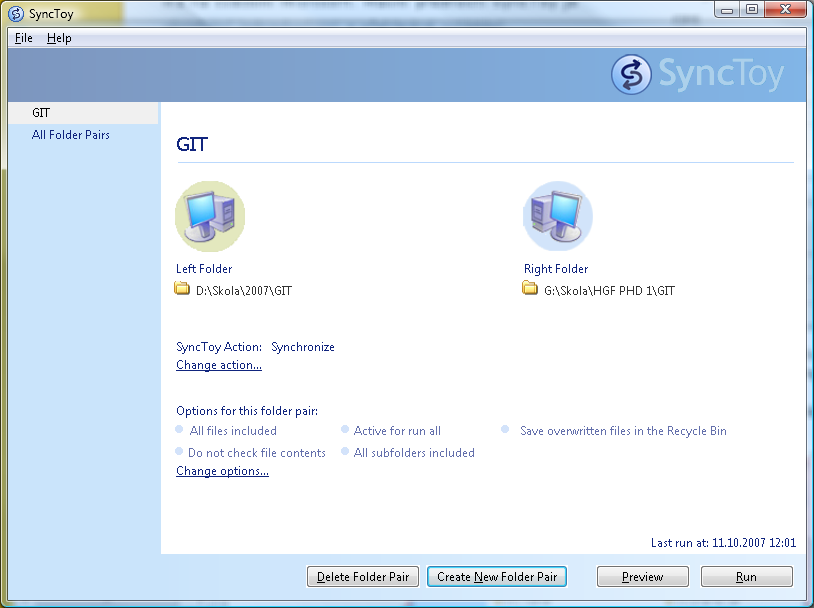 SyncToy
File Help
SyncToy
GIT
All Folder Pairs
GIT
Left Folder Right Folder
D:\Skola\2007\GIT G:\Skola\HGF PHD 1\GIT
SyncToy Action: Synchronize
Change action...
Options for this folder pair:
All files included Active for run all Save overwritten files in the Recycle Bin
Do not check file contents All subfolders included
Change options...
Last run at: 11.10.2007 12:01
Delete Folder Pair Create New Folder Pair Preview Run